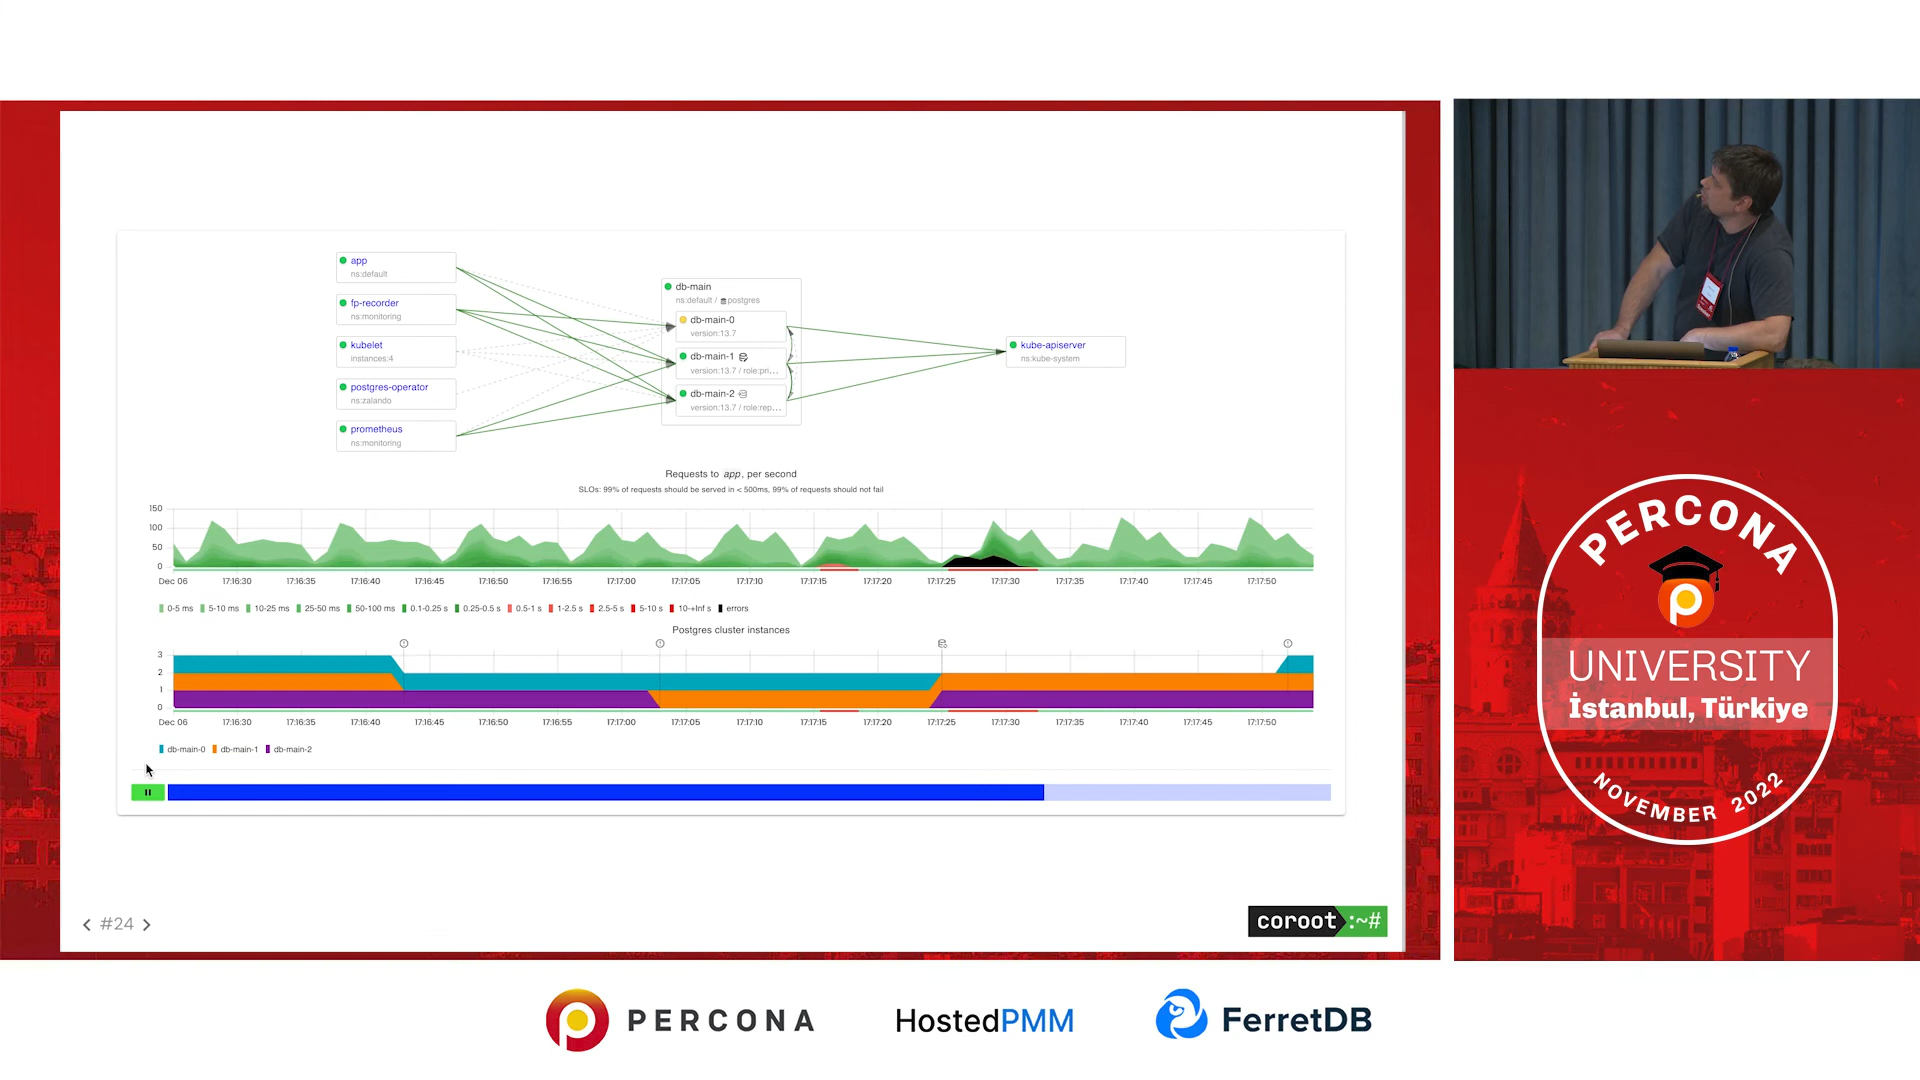 app
ns:default
fp-recorder
ns:monitoring
kubelet
instances:4
postgres-operator
ns:zalando
prometheus
ns:monitoring
db-main
ns:default / postgres
db-main-0
version:13.7
db-main-1
version:13.7 / role:pri...
db-main-2
version:13.7 / role:rep...
kube-apiserver
ns:kube-system
Requests to app, per second
SLOs: 99% of requests should be served in < 500ms, 99% of requests should not fail
150
100
50
0
Dec 06 17:16:30 17:16:35 17:16:40 17:16:45 17:16:50 17:16:55 17:17:00 17:17:05 17:17:10 17:17:15 17:17:20 17:17:25 17:17:30 17:17:35 17:17:40 17:17:45 17:17:50
0-5 ms 5-10 ms 10-25 ms 25-50 ms 50-100 ms 0.1-0.25 s 0.25-0.5 s 0.5-1 s 1-2.5 s 2.5-5 s 5-10 s 10-+Inf s errors
Postgres cluster instances
3
2
1
0
Dec 06 17:16:30 17:16:35 17:16:40 17:16:45 17:16:50 17:16:55 17:17:00 17:17:05 17:17:10 17:17:15 17:17:20 17:17:25 17:17:30 17:17:35 17:17:40 17:17:45 17:17:50
db-main-0 db-main-1 db-main-2
< #24 >
coroot :~#
PERCONA
UNIVERSITY
İstanbul, Türkiye
NOVEMBER 2022
PERCONA
HostedPMM
FerretDB